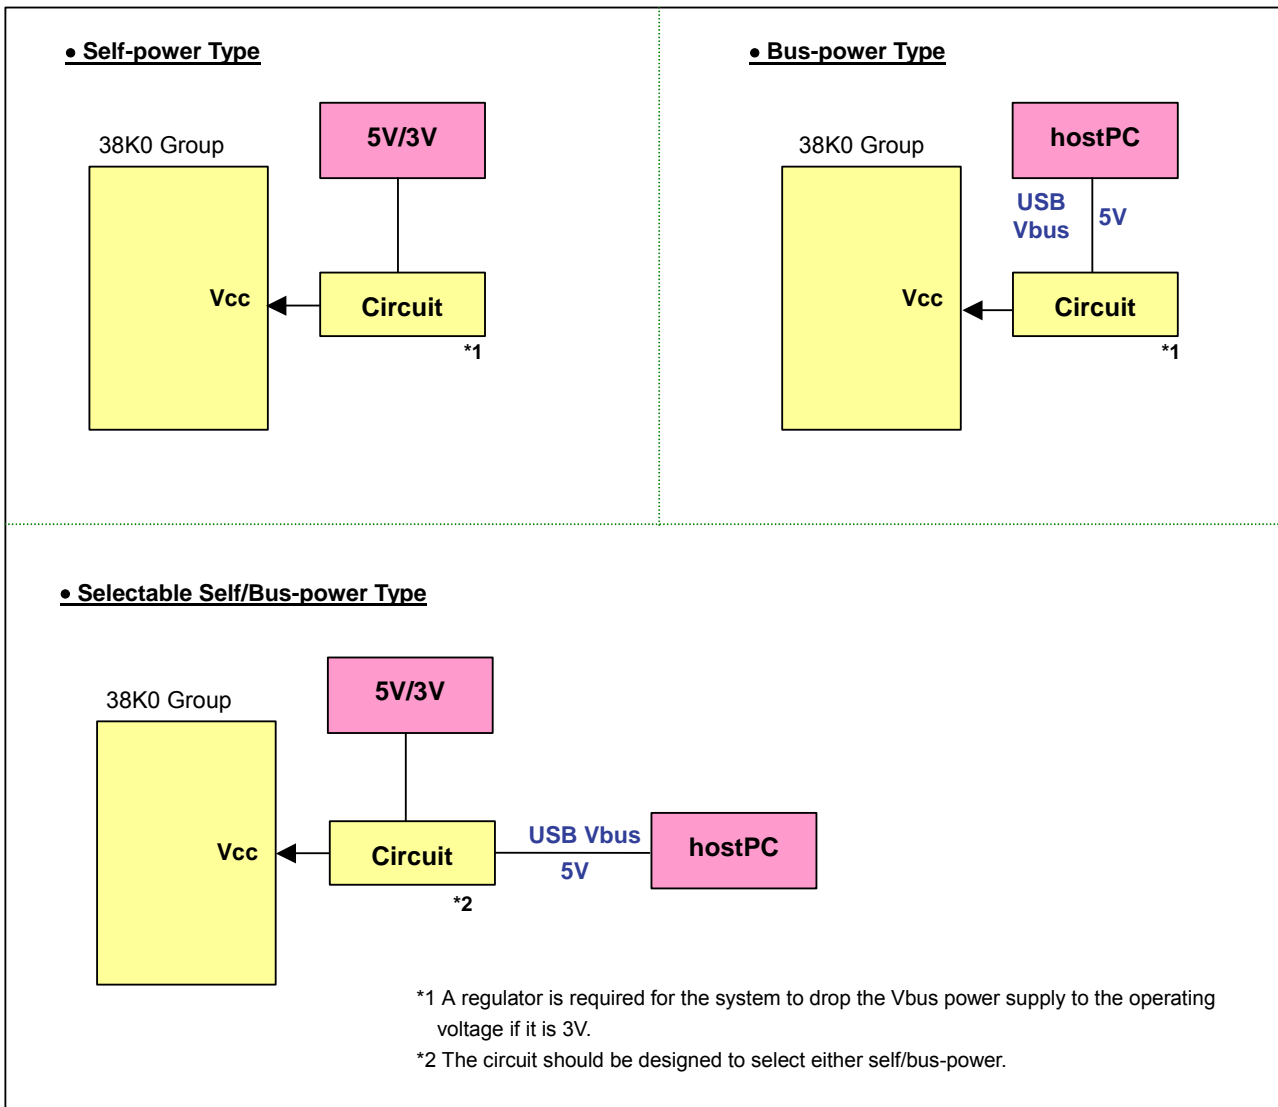 • Self-power Type
5V/3V
38K0 Group
Vcc
Circuit
*1
• Bus-power Type
hostPC
38K0 Group
USB
Vbus
5V
Vcc
Circuit
*1
• Selectable Self/Bus-power Type
5V/3V
38K0 Group
Vcc
Circuit
USB Vbus
5V
hostPC
*2
*1 A regulator is required for the system to drop the Vbus power supply to the operating
voltage if it is 3V.
*2 The circuit should be designed to select either self/bus-power.